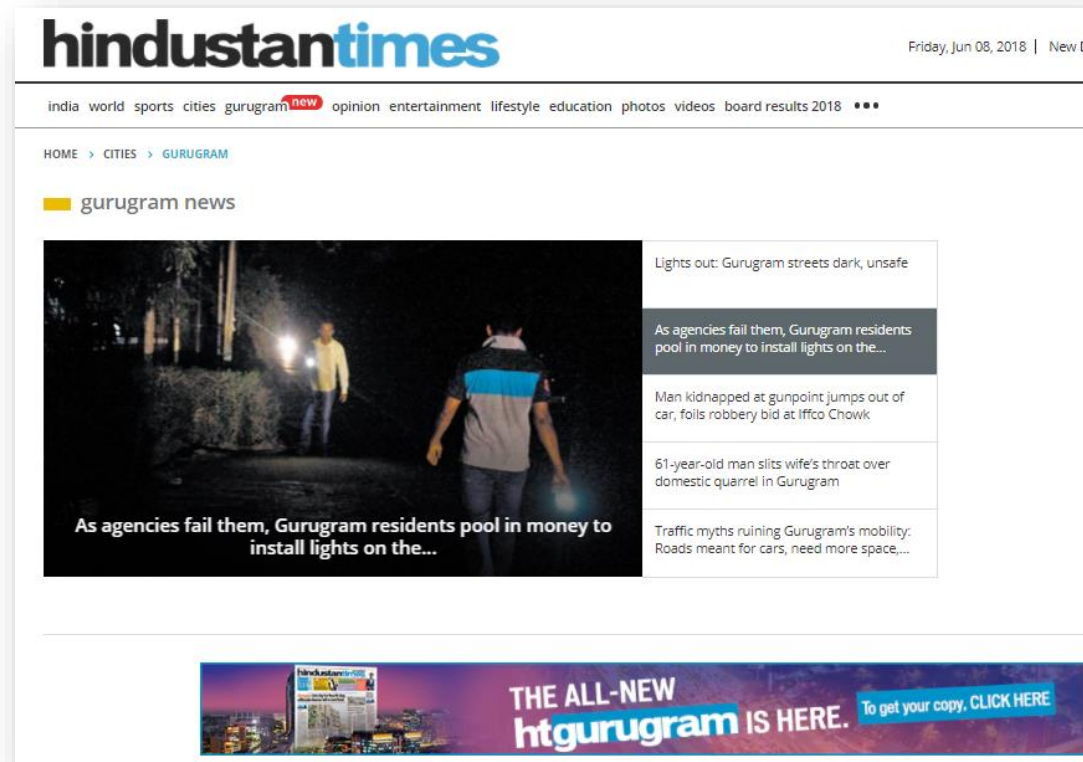 hindustantimes
Friday, Jun 08, 2018 | New
india world sports cities gurugram new opinion entertainment lifestyle education photos videos board results 2018 •••
HOME > CITIES > GURUGRAM
gurugram news
As agencies fail them, Gurugram residents pool in money to
install lights on the...
Lights out: Gurugram streets dark, unsafe
As agencies fail them, Gurugram residents
pool in money to install lights on the...
Man kidnapped at gunpoint jumps out of
car, foils robbery bid at Iffco Chowk
61-year-old man slits wife's throat over
domestic quarrel in Gurugram
Traffic myths ruining Gurugram's mobility:
Roads meant for cars, need more space,...
hindustantimes
THE ALL-NEW
htgurugram IS HERE.
To get your copy, CLICK HERE